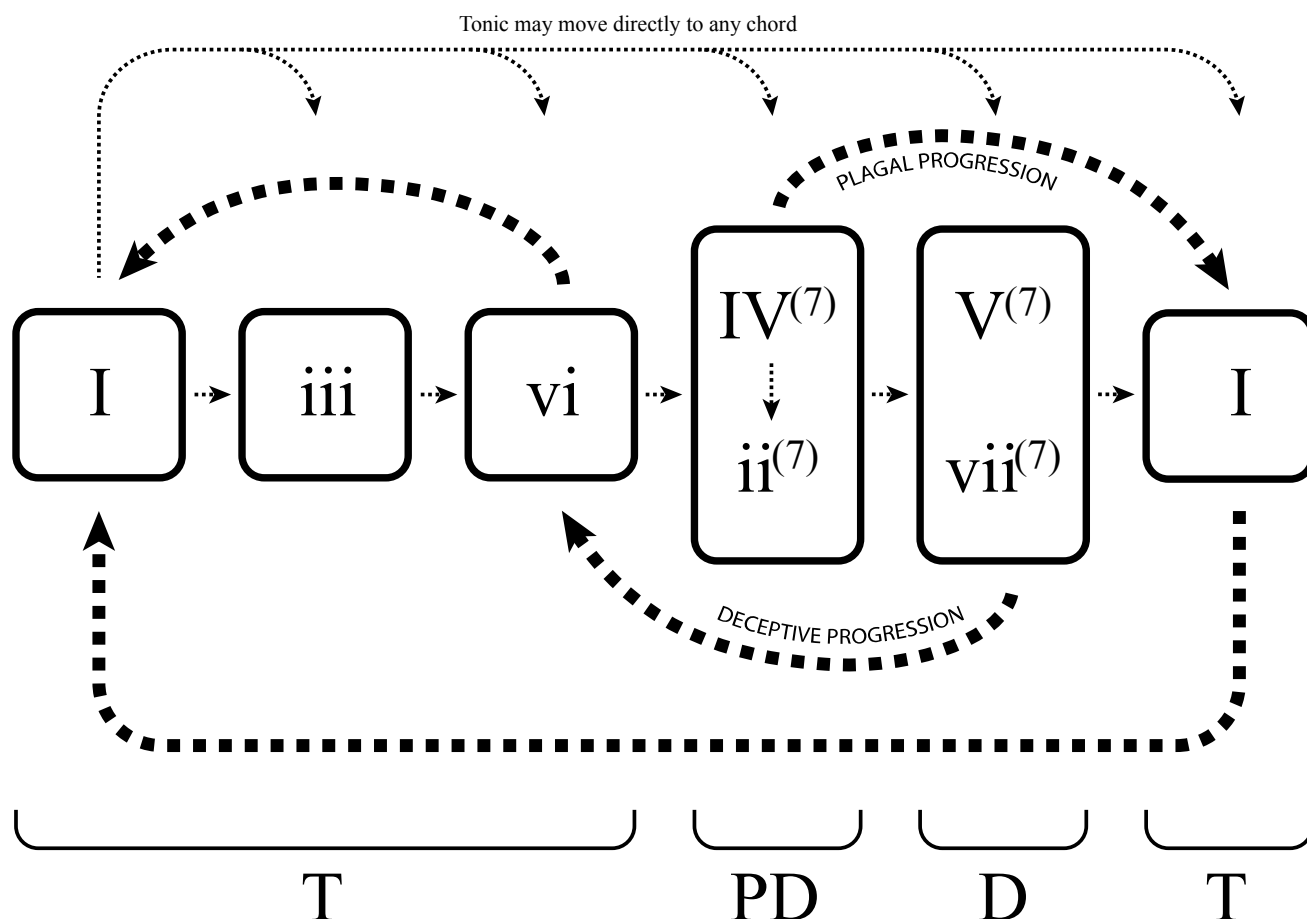 Tonic may move directly to any chord
PLAGAL PROGRESSION
I
iii
vi
IV(7)
ii(7)
V(7)
vii(7)
I
DECEPTIVE PROGRESSION
T
PD
D
T